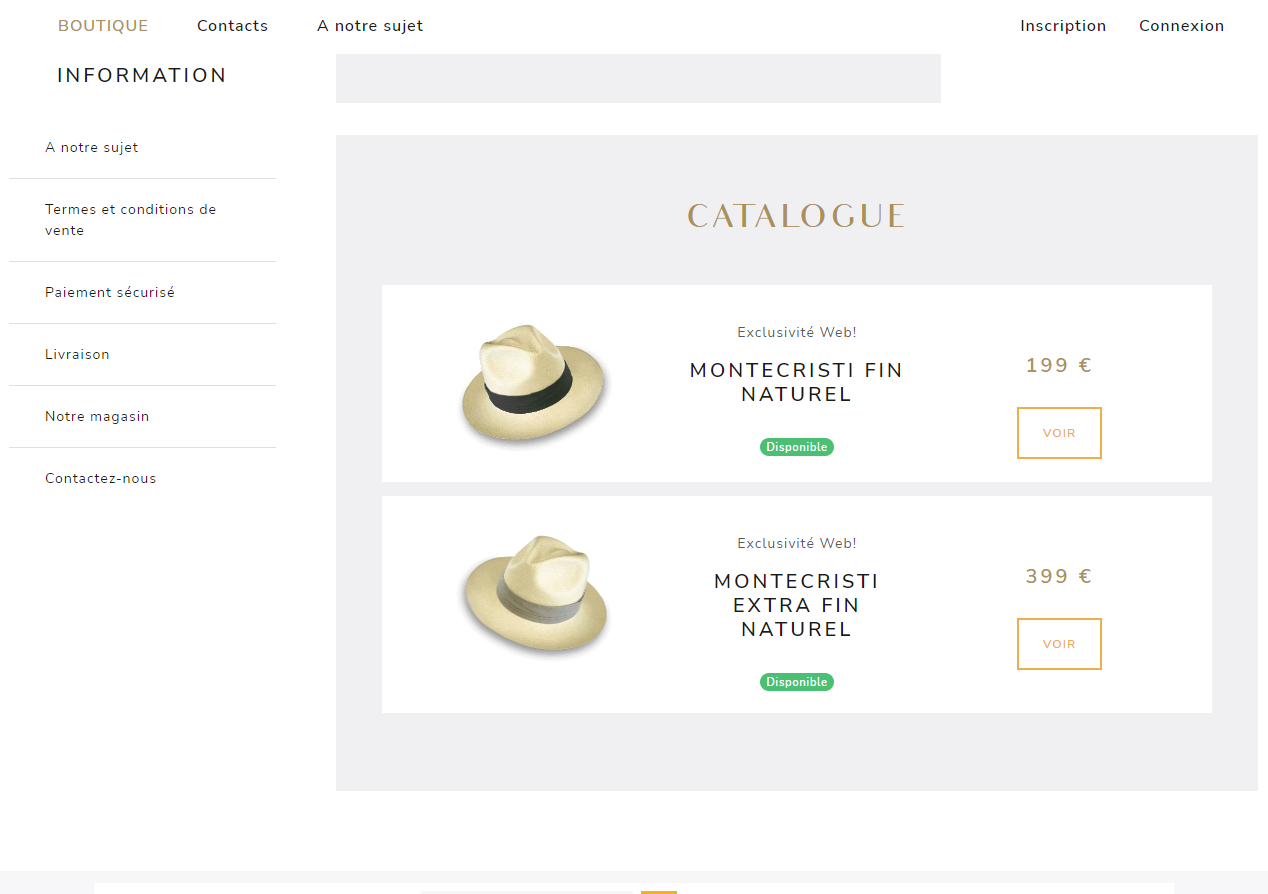 BOUTIQUE Contacts A notre sujet Inscription Connexion
INFORMATION
A notre sujet
Termes et conditions de
vente
Paiement sécurisé
Livraison
Notre magasin
Contactez-nous
CATALOGUE
Exclusivité Web!
MONTECRISTI FIN
NATUREL
Disponible
199 €
VOIR
Exclusivité Web!
MONTECRISTI
EXTRA FIN
NATUREL
Disponible
399 €
VOIR